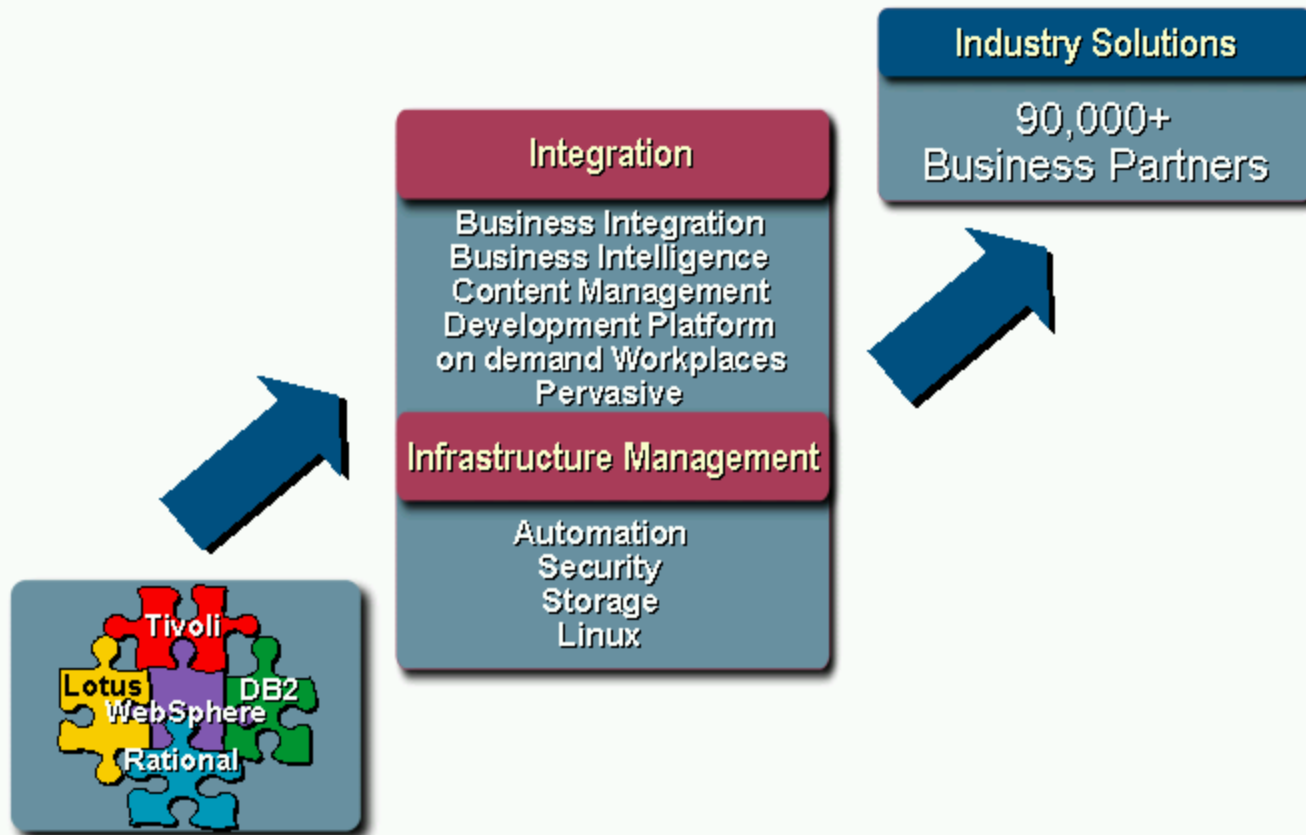 Industry Solutions
90,000+
Business Partners
Integration
Business Integration
Business Intelligence
Content Management
Development Platform
on demand Workplaces
Pervasive
Infrastructure Management
Automation
Security
Storage
Linux
Tivoli
Lotus
DB2
WebSphere
Rational